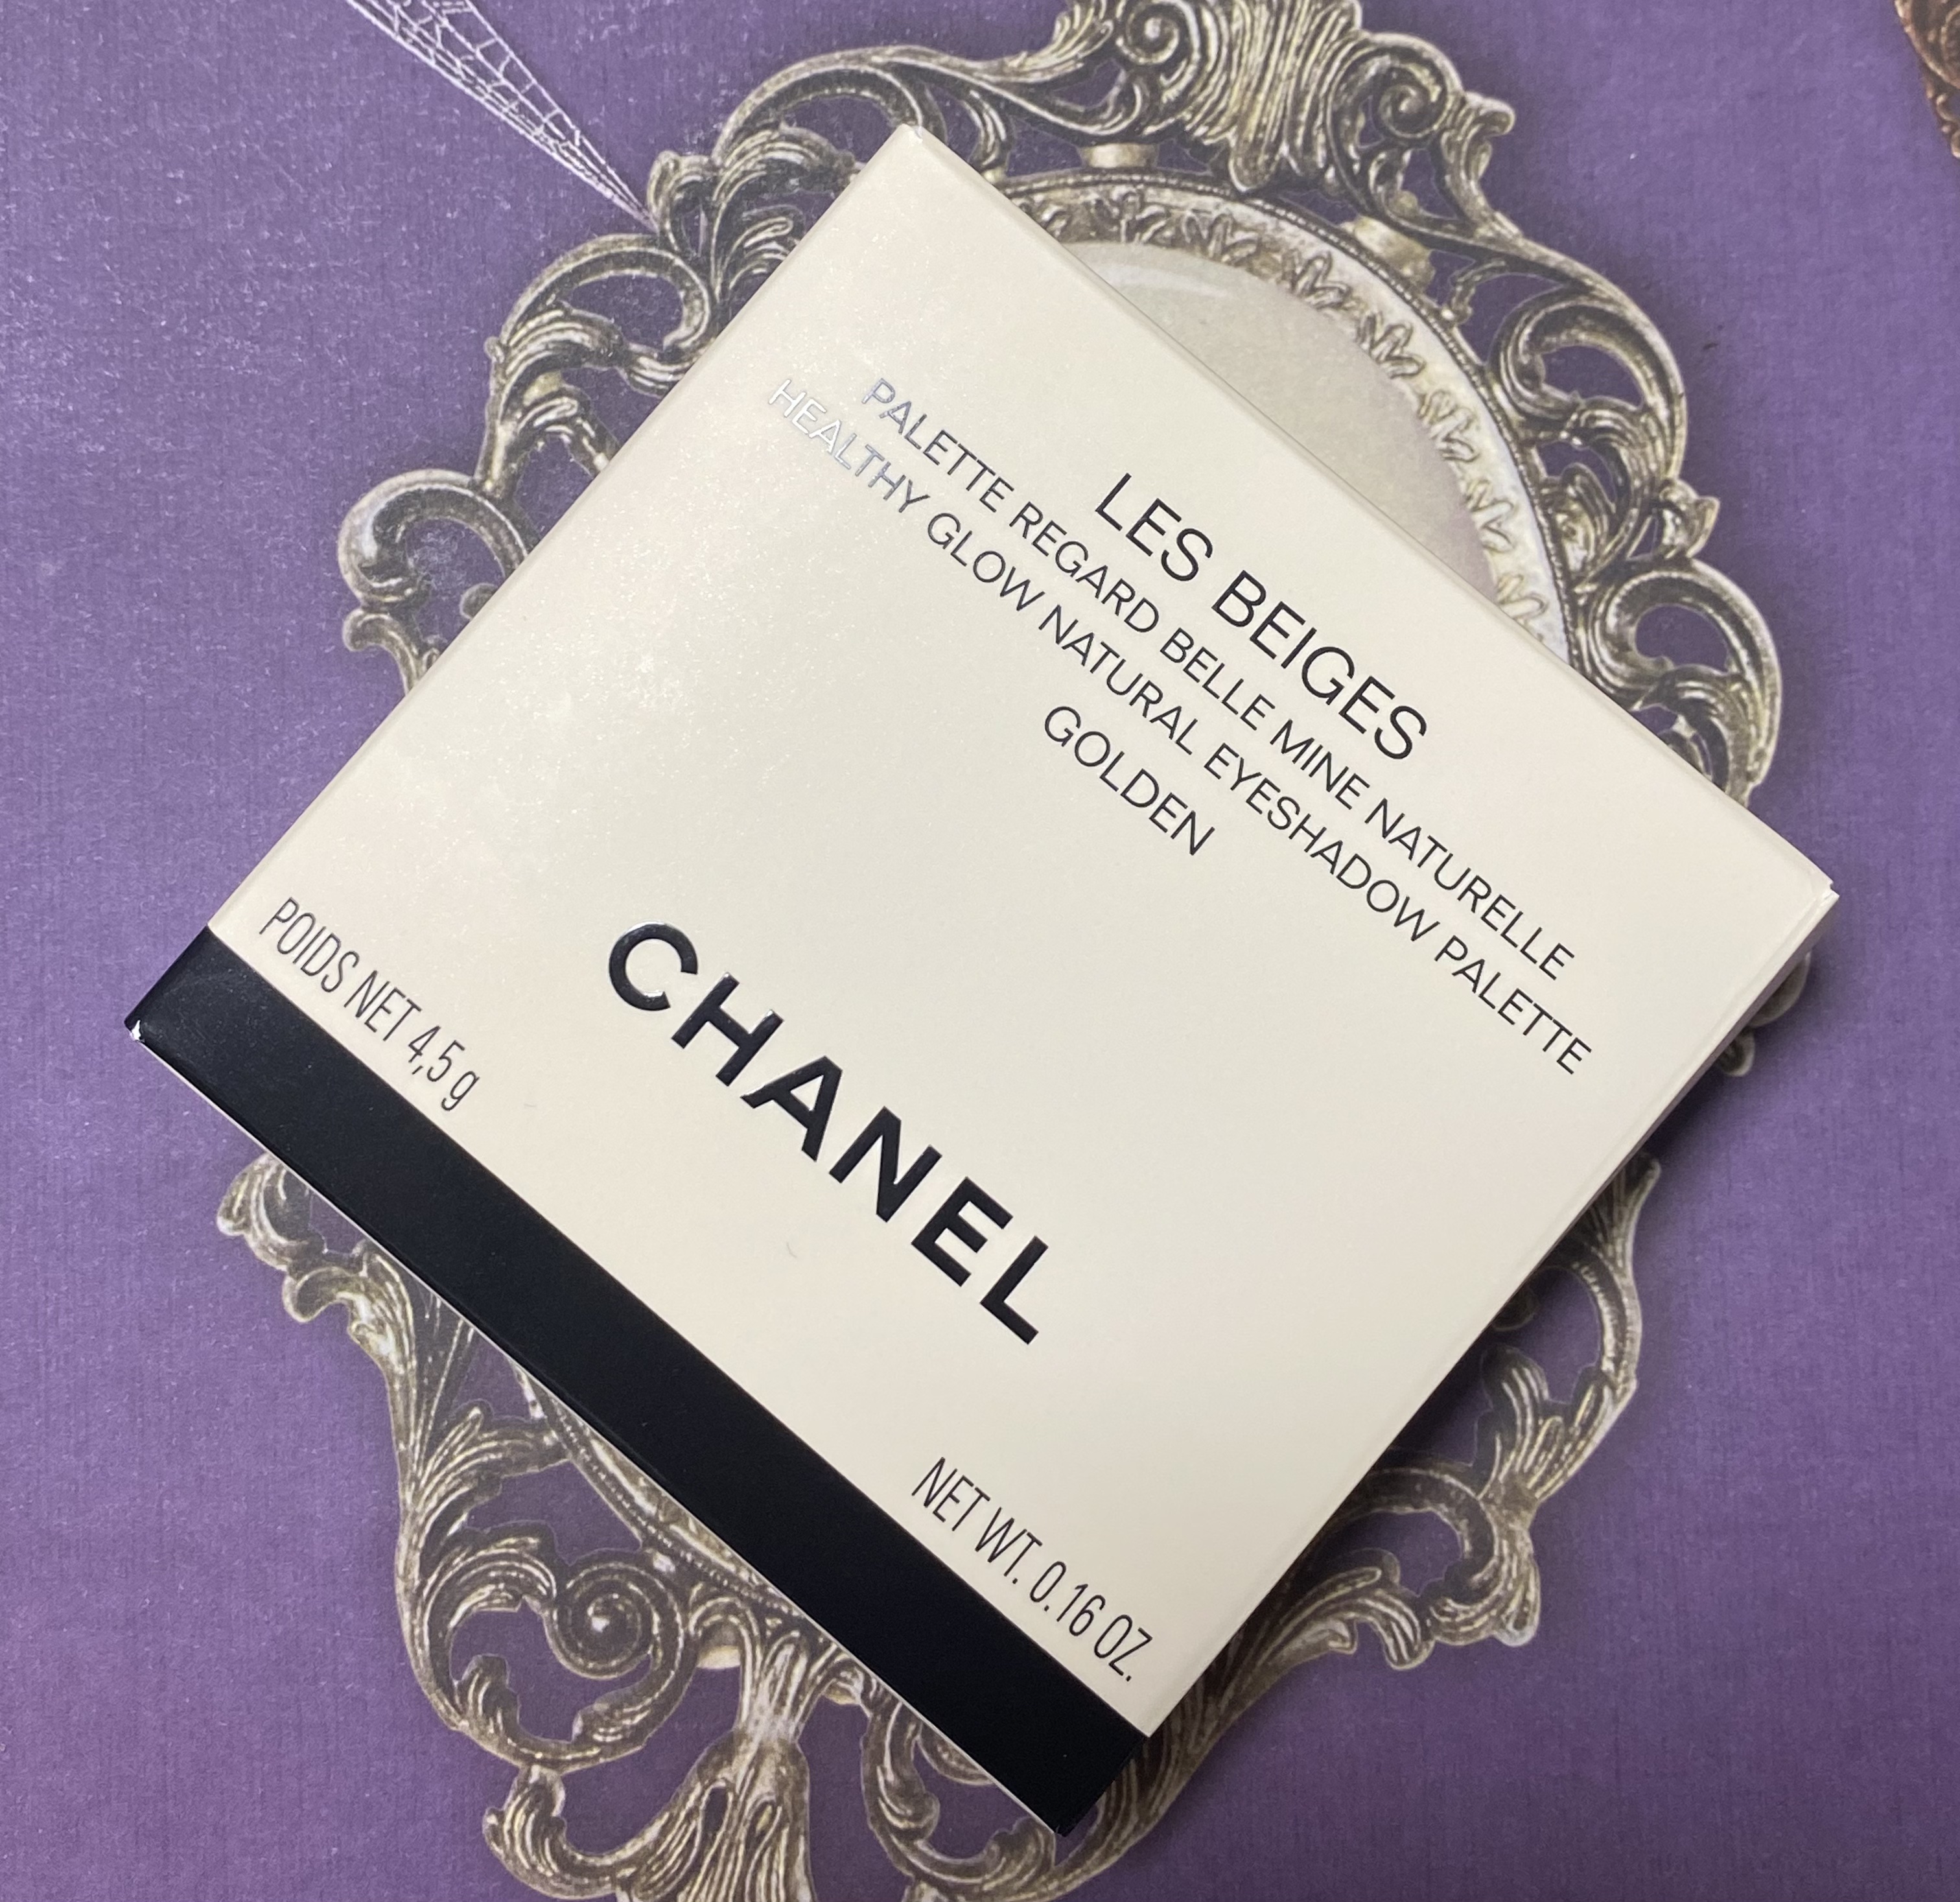 LES BEIGES
PALETTE REGARD BELLE MINE NATURELLE
HEALTHY GLOW NATURAL EYESHADOW PALETTE
GOLDEN
CHANEL
POIDS NET 4,5 g
NET WT. 0.16 OZ.